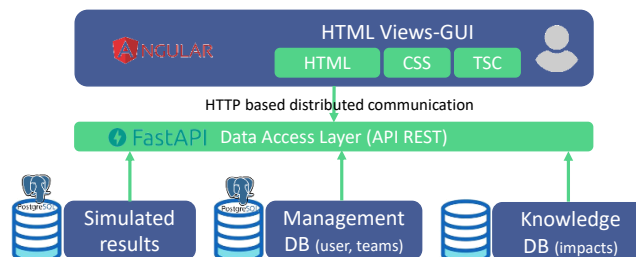 HTML Views-GUI
ANCULAR
HTML CSS TSC
HTTP based distributed communication
FastAPI Data Access Layer (API REST)
PostgreSQL
Simulated
results
PostgreSQL
Management
DB (user, teams)
Knowledge
DB (impacts)